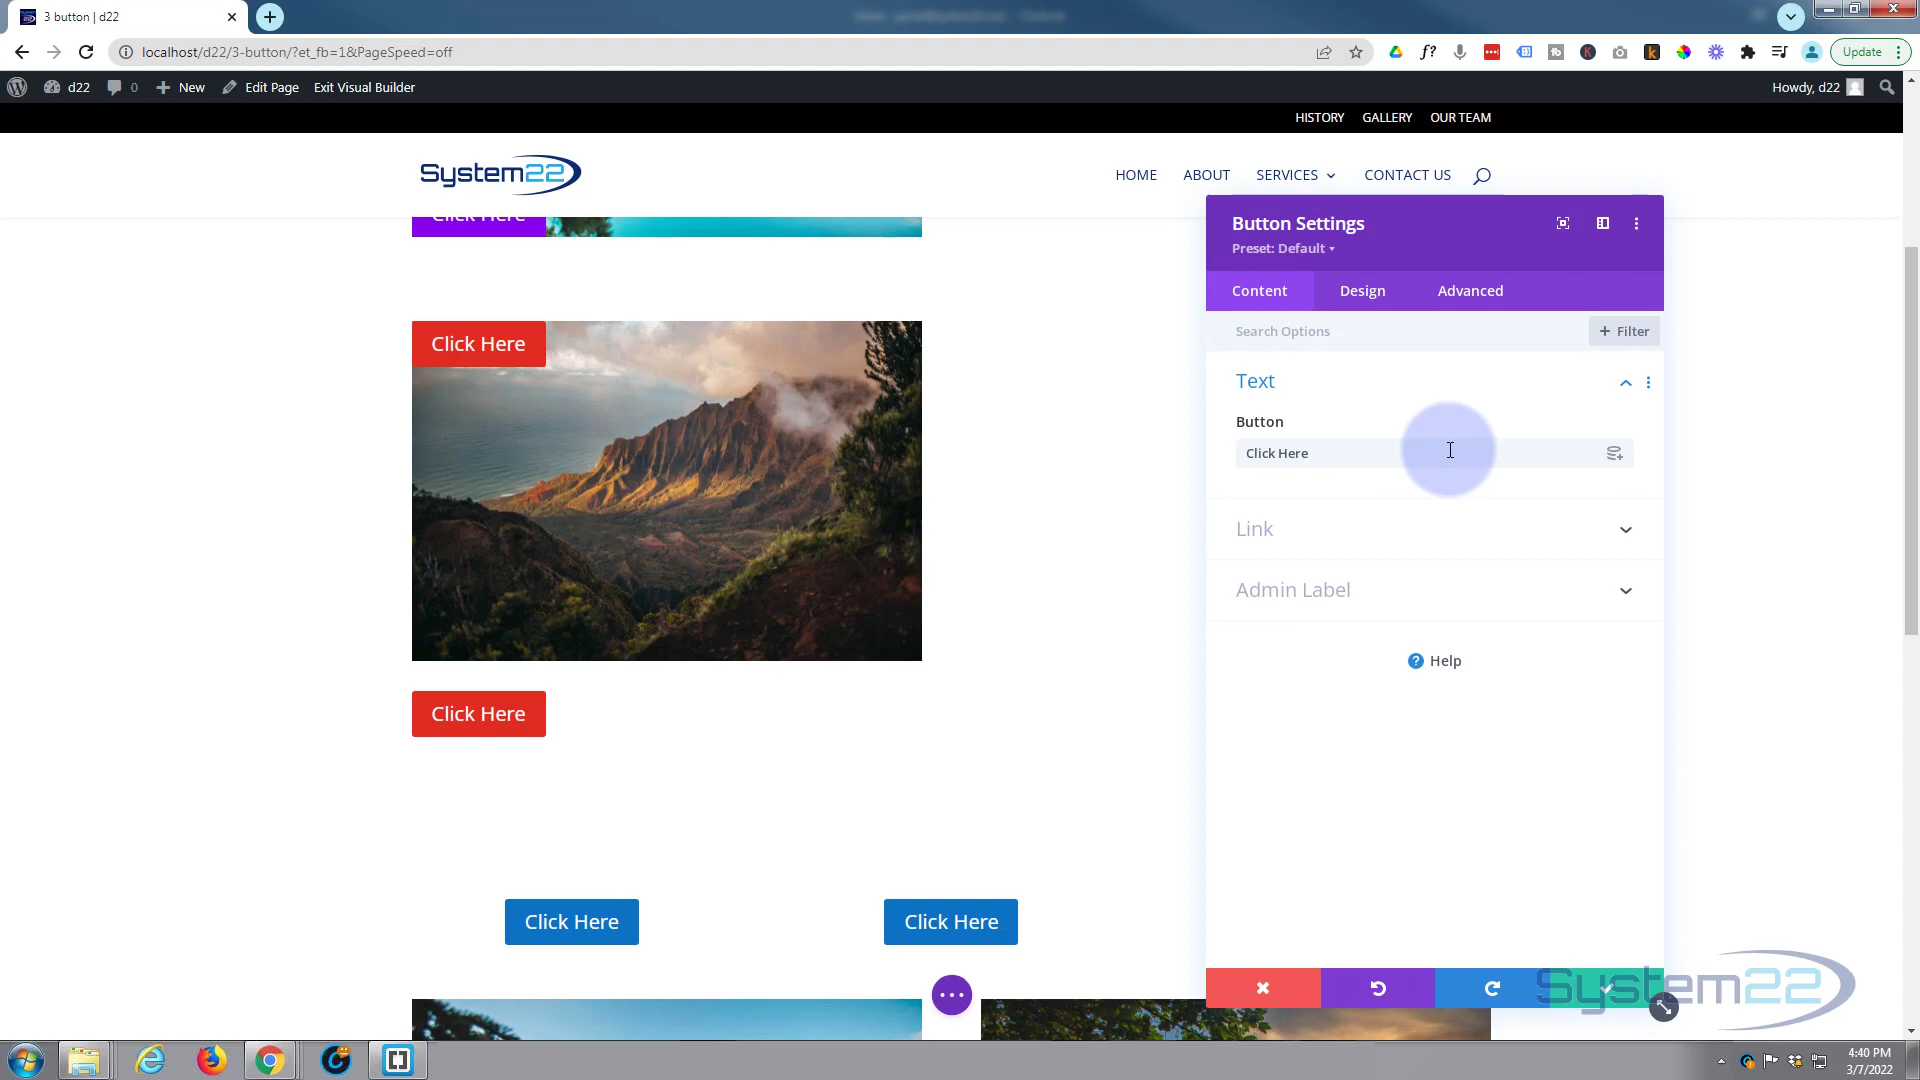 3 button | d22
localhost/d22/3-button/?et_fb=1&PageSpeed=off
Update
d22
0
New
Edit Page
Exit Visual Builder
Howdy, d22
HISTORY
GALLERY
OUR TEAM
System22
HOME
ABOUT
SERVICES
CONTACT US
Click Here
Button Settings
Preset: Default
Content
Design
Advanced
Search Options
+ Filter
Click Here
Text
Button
Click Here
Link
Admin Label
Help
Click Here
Click Here
Click Here
System22
4:40 PM
3/7/2022